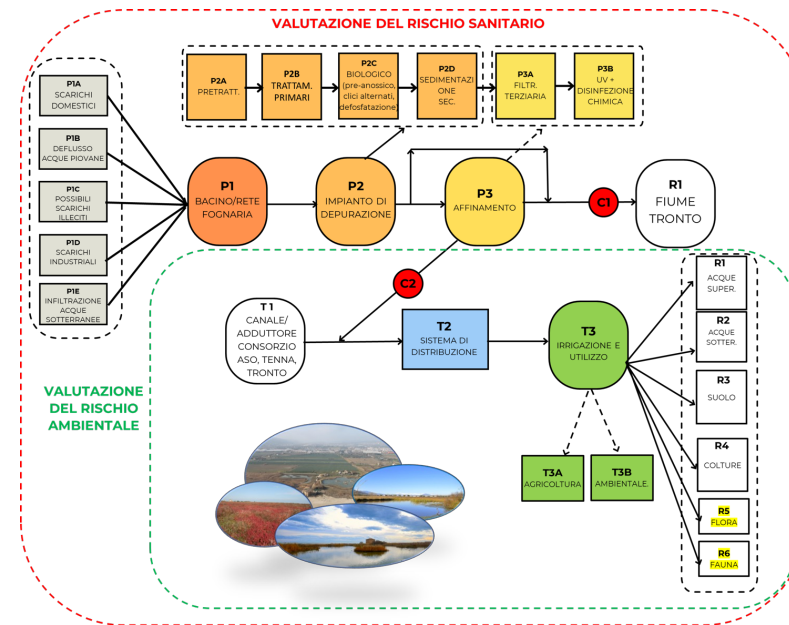 VALUTAZIONE DEL RISCHIO SANITARIO
P1A
SCARICHI
DOMESTICI
P1B
DEFLUSSO
ACQUE PIOVANE
P1C
POSSIBILI
SCARICHI
ILLECITI
P1D
SCARICHI
INDUSTRIALI
P1E
INFILTRAZIONE
ACQUE
SOTTERRANEE
P2A
PRETRATT.
P2B
TRATTAM.
PRIMARI
P2C
BIOLOGICO
(pre-anossico,
clici alternati,
defosfatazione)
P2D
SEDIMENTAZI
ONE
SEC.
P3A
FILTR.
TERZIARIA
P3B
UV +
DISINFEZIONE
CHIMICA
P1
BACINO/RETE
FOGNARIA
P2
IMPIANTO DI
DEPURAZIONE
P3
AFFINAMENTO
C1
R1
FIUME
TRONTO
C2
T1
CANALE/
ADDUTTORE
CONSORZIO
ASO, TENNA,
TRONTO
T2
SISTEMA DI
DISTRIBUZIONE
T3
IRRIGAZIONE E
UTILIZZO
T3A
AGRICOLTURA
T3B
AMBIENTALE.
R1
ACQUE
SUPER.
R2
ACQUE
SOTTER.
R3
SUOLO
R4
COLTURE
R5
FLORA
R6
FAUNA
VALUTAZIONE
DEL RISCHIO
AMBIENTALE